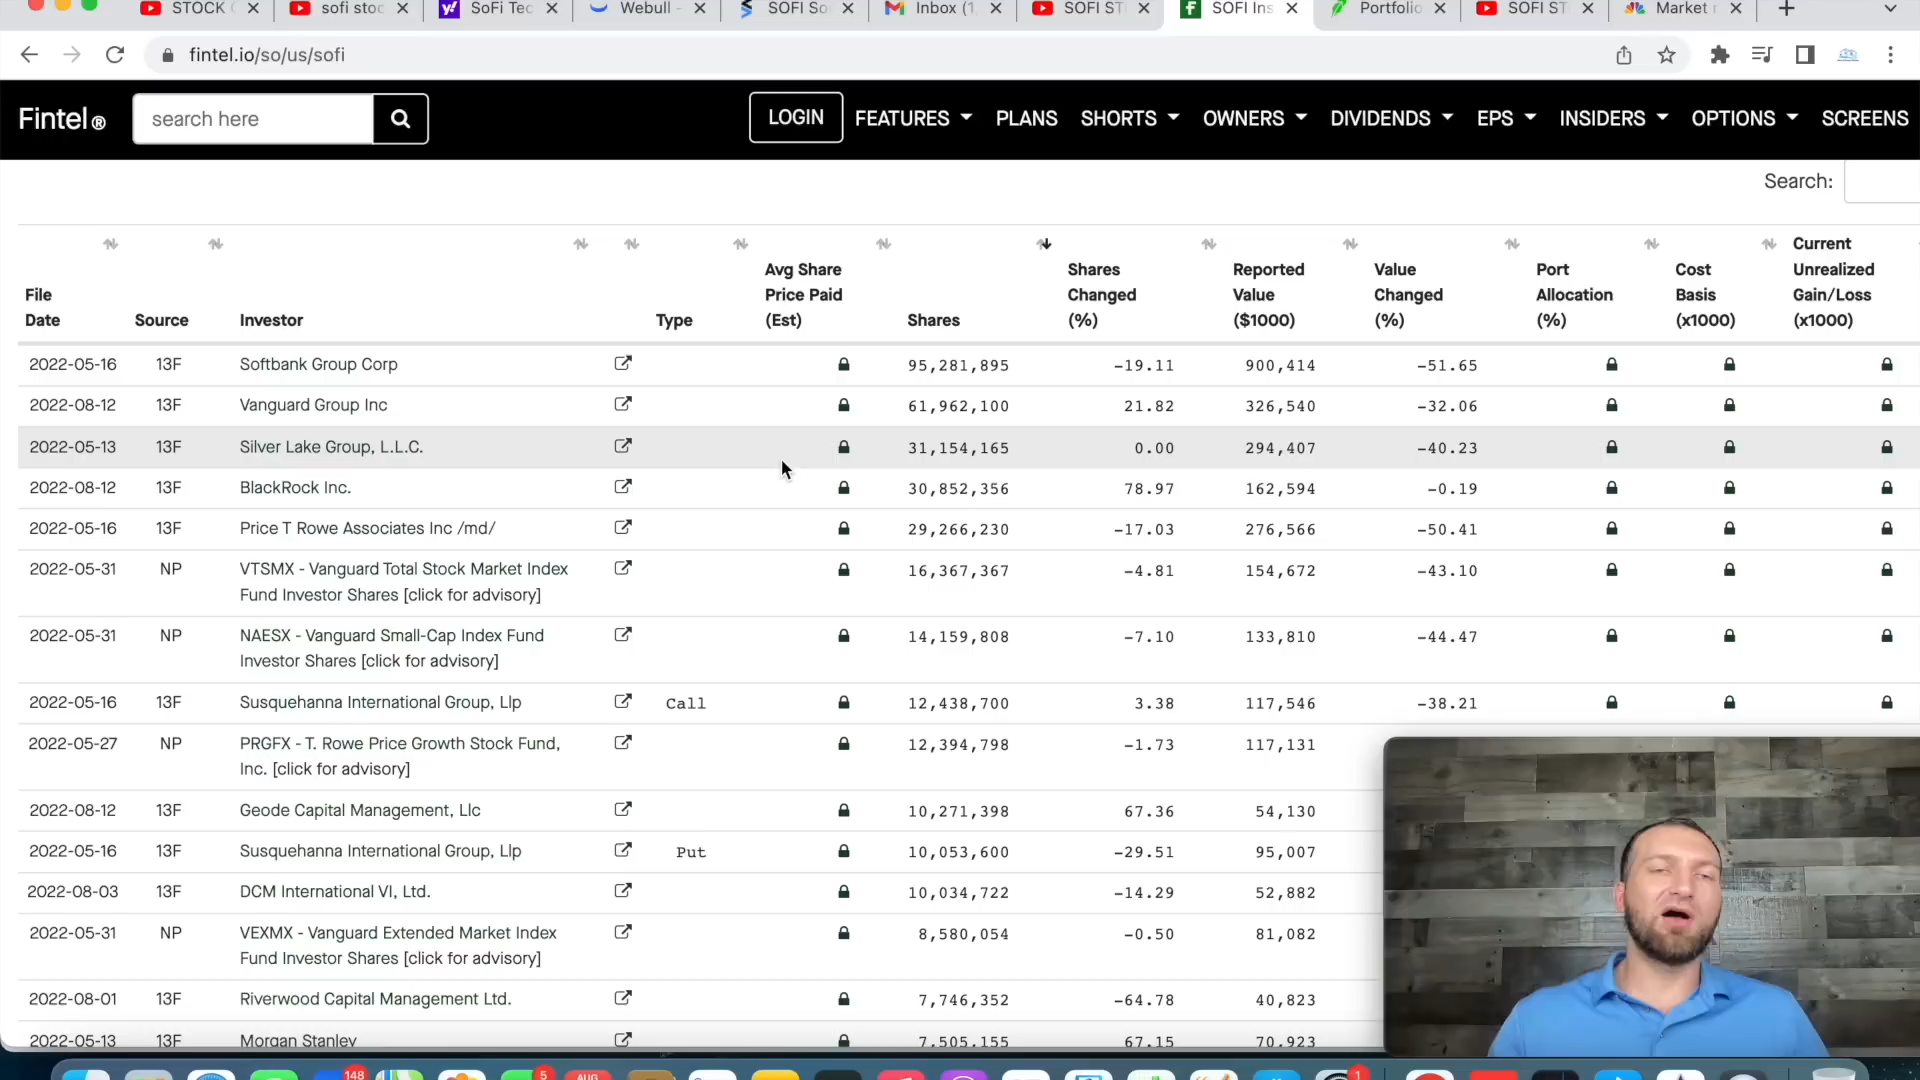 STOCK
sofi stoc
SoFi Tec
Webull -
SOFI So
Inbox (1
SOFI ST
SOFI Ins
Portfolio
SOFI ST
Market
fintel.io/so/us/sofi
Fintel® search here LOGIN FEATURES PLANS SHORTS OWNERS DIVIDENDS EPS INSIDERS OPTIONS SCREENS
Search:
File Date
Source
Investor
Type
Avg Share Price Paid (Est)
Shares
Shares Changed (%)
Reported Value ($1000)
Value Changed (%)
Port Allocation (%)
Cost Basis (x1000)
Current Unrealized Gain/Loss (x1000)
2022-05-16 13F Softbank Group Corp 95,281,895 -19.11 900,414 -51.65
2022-08-12 13F Vanguard Group Inc 61,962,100 21.82 326,540 -32.06
2022-05-13 13F Silver Lake Group, L.L.C. 31,154,165 0.00 294,407 -40.23
2022-08-12 13F BlackRock Inc. 30,852,356 78.97 162,594 -0.19
2022-05-16 13F Price T Rowe Associates Inc /md/ 29,266,230 -17.03 276,566 -50.41
2022-05-31 NP VTSMX - Vanguard Total Stock Market Index 16,367,367 -4.81 154,672 -43.10
Fund Investor Shares [click for advisory]
2022-05-31 NP NAESX - Vanguard Small-Cap Index Fund 14,159,808 -7.10 133,810 -44.47
Investor Shares [click for advisory]
2022-05-16 13F Susquehanna International Group, Llp Call 12,438,700 3.38 117,546 -38.21
2022-05-27 NP PRGFX - T. Rowe Price Growth Stock Fund, 12,394,798 -1.73 117,131
Inc. [click for advisory]
2022-08-12 13F Geode Capital Management, Llc 10,271,398 67.36 54,130
2022-05-16 13F Susquehanna International Group, Llp Put 10,053,600 -29.51 95,007
2022-08-03 13F DCM International VI, Ltd. 10,034,722 -14.29 52,882
2022-05-31 NP VEXMX - Vanguard Extended Market Index 8,580,054 -0.50 81,082
Fund Investor Shares [click for advisory]
2022-08-01 13F Riverwood Capital Management Ltd. 7,746,352 -64.78 40,823
2022-05-13 13F Morgan Stanley 7,505,155 67.15 70,923
148
5
AUG
1